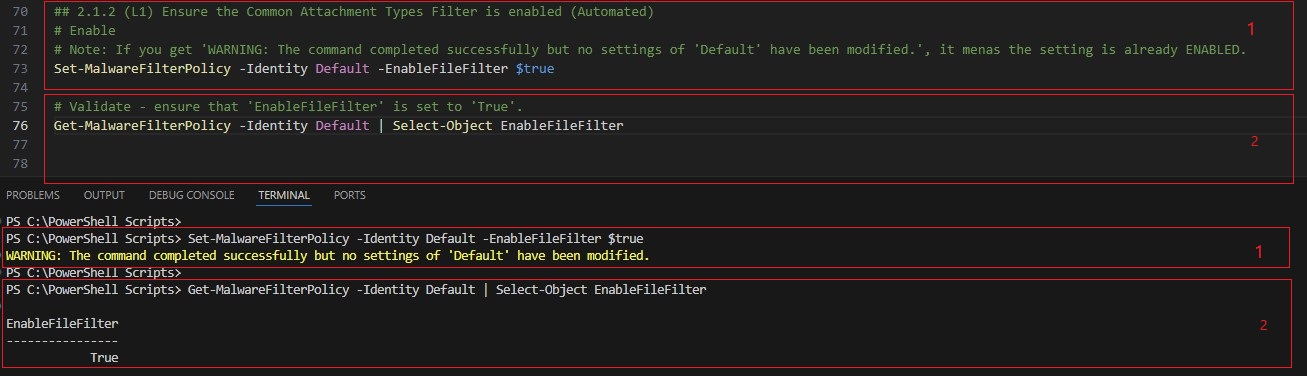 70 ## 2.1.2 (L1) Ensure the Common Attachment Types Filter is enabled (Automated)
71 # Enable
1
72 # Note: If you get 'WARNING: The command completed successfully but no settings of 'Default' have been modified.', it menas the setting is already ENABLED.
73 Set-MalwareFilterPolicy -Identity Default -EnableFileFilter $true
74
75 # Validate - ensure that 'EnableFileFilter' is set to 'True'.
76 Get-MalwareFilterPolicy -Identity Default | Select-Object EnableFileFilter
77
2
78
PROBLEMS OUTPUT DEBUG CONSOLE TERMINAL PORTS
PS C:\PowerShell Scripts>
PS C:\PowerShell Scripts> Set-MalwareFilterPolicy -Identity Default -EnableFileFilter $true
WARNING: The command completed successfully but no settings of 'Default' have been modified.
1
PS C:\PowerShell Scripts>
PS C:\PowerShell Scripts> Get-MalwareFilterPolicy -Identity Default | Select-Object EnableFileFilter
EnableFileFilter
2
----------------
True